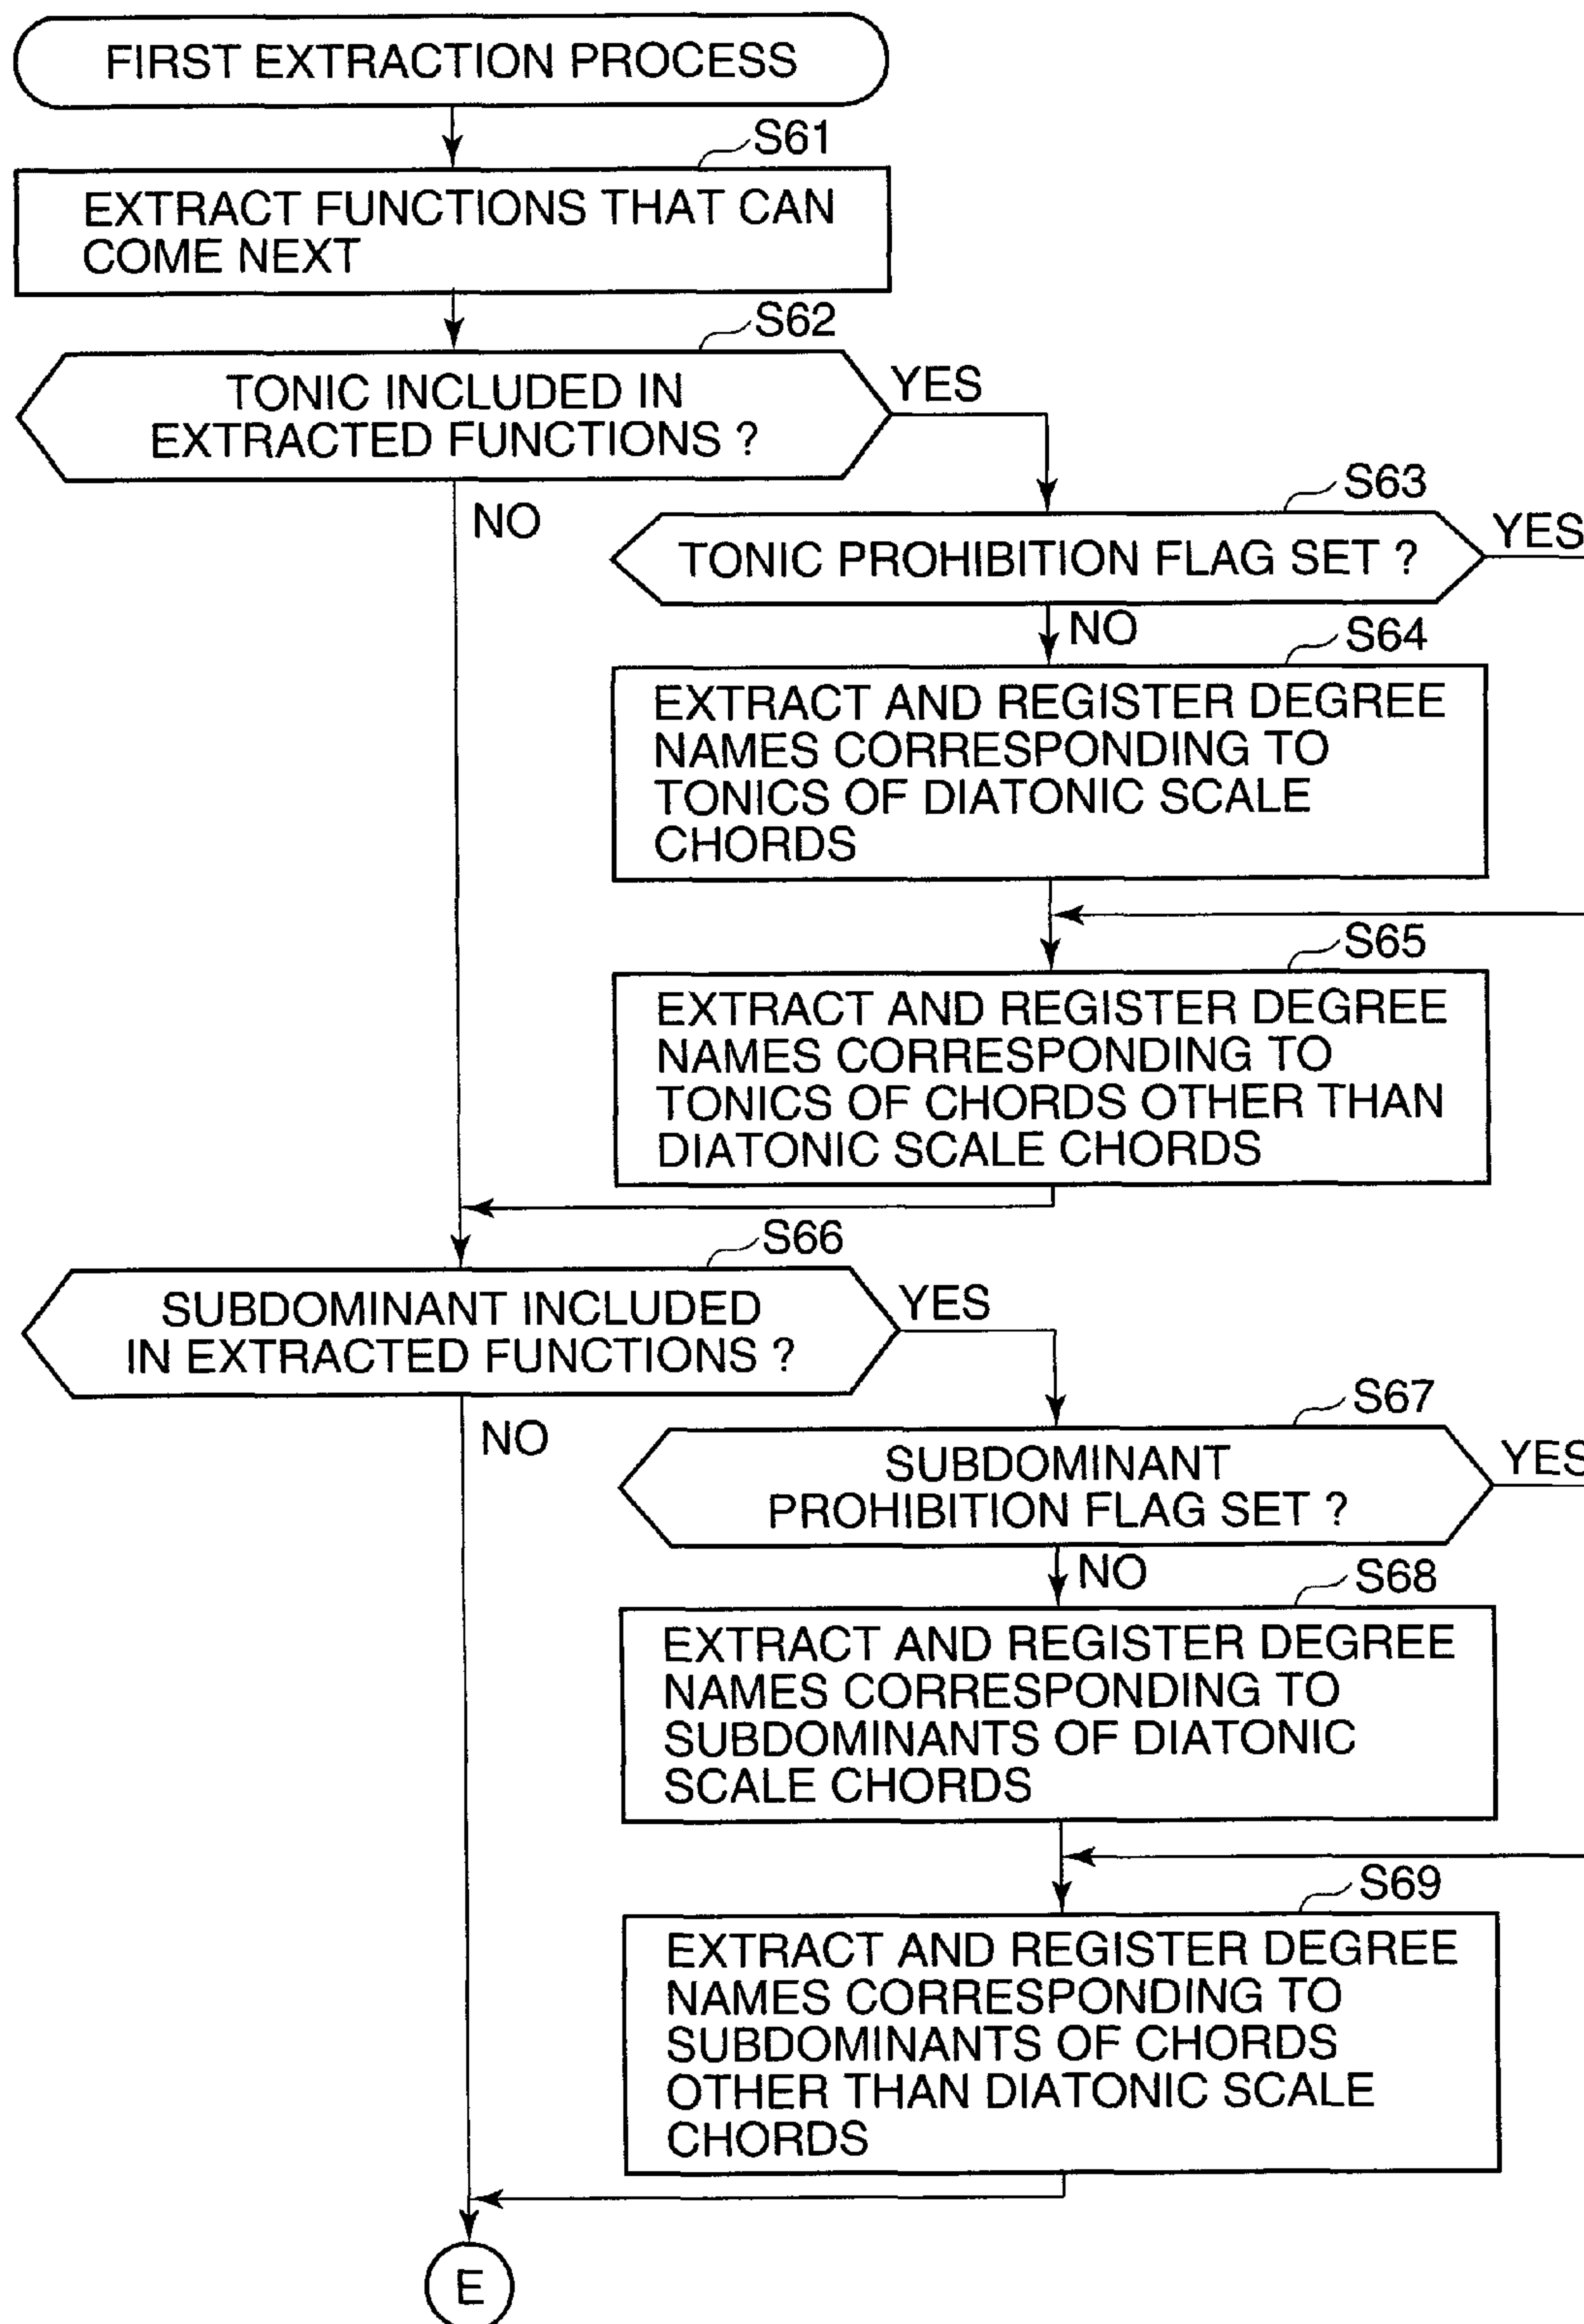 FIRST EXTRACTION PROCESS
S61
EXTRACT FUNCTIONS THAT CAN
COME NEXT
S62
TONIC INCLUDED IN
EXTRACTED FUNCTIONS ?
YES
NO
S63
TONIC PROHIBITION FLAG SET ?
YES
NO
S64
EXTRACT AND REGISTER DEGREE
NAMES CORRESPONDING TO
TONICS OF DIATONIC SCALE
CHORDS
S65
EXTRACT AND REGISTER DEGREE
NAMES CORRESPONDING TO
TONICS OF CHORDS OTHER THAN
DIATONIC SCALE CHORDS
S66
SUBDOMINANT INCLUDED
IN EXTRACTED FUNCTIONS ?
YES
NO
S67
SUBDOMINANT
PROHIBITION FLAG SET ?
YES
NO
S68
EXTRACT AND REGISTER DEGREE
NAMES CORRESPONDING TO
SUBDOMINANTS OF DIATONIC
SCALE CHORDS
S69
EXTRACT AND REGISTER DEGREE
NAMES CORRESPONDING TO
SUBDOMINANTS OF CHORDS
OTHER THAN DIATONIC SCALE
CHORDS
E